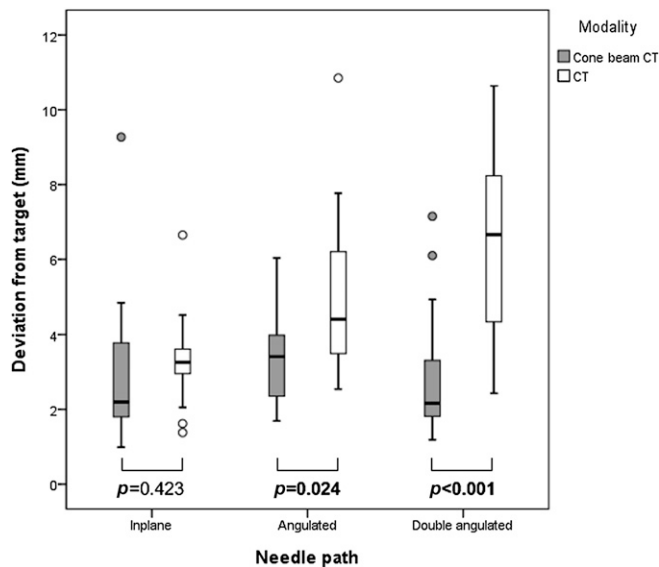 Modality
Cone beam CT
CT
Deviation from target (mm)
12
10
8
6
4
2
0
p=0.423
p=0.024
p<0.001
Inplane
Angulated
Double angulated
Needle path